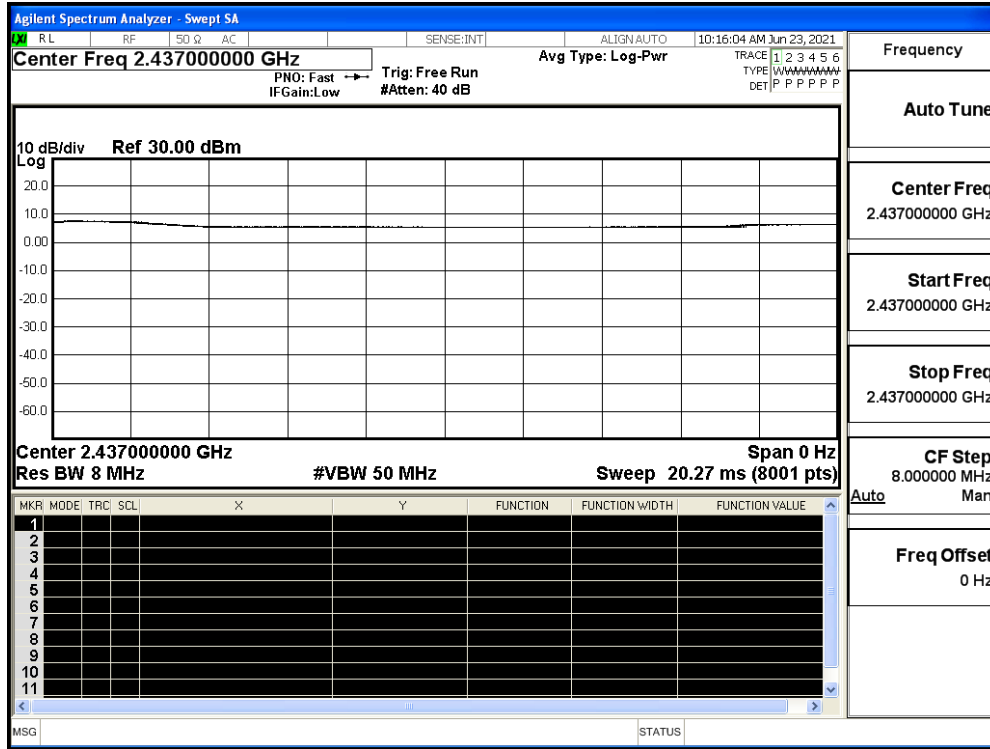 Agilent Spectrum Analyzer - Swept SA
LXI RL RF 50 Ω AC SENSE:INT ALIGN AUTO 10:16:04 AM Jun 23, 2021
Center Freq 2.437000000 GHz
Avg Type: Log-Pwr
TRACE 1 2 3 4 5 6
PNO: Fast Trig: Free Run
TYPE WWWWWW
IFGain:Low #Atten: 40 dB
DET P P P P P P
10 dB/div Ref 30.00 dBm
Log
20.0
10.0
0.00
-10.0
-20.0
-30.0
-40.0
-50.0
-60.0
Center 2.437000000 GHz Span 0 Hz
Res BW 8 MHz #VBW 50 MHz Sweep 20.27 ms (8001 pts)
MKR MODE TRC SCL X Y FUNCTION FUNCTION WIDTH FUNCTION VALUE
1
2
3
4
5
6
7
8
9
10
11
MSG STATUS
Frequency
Auto Tune
Center Freq
2.437000000 GHz
Start Freq
2.437000000 GHz
Stop Freq
2.437000000 GHz
CF Step
8.000000 MHz
Auto Man
Freq Offset
0 Hz